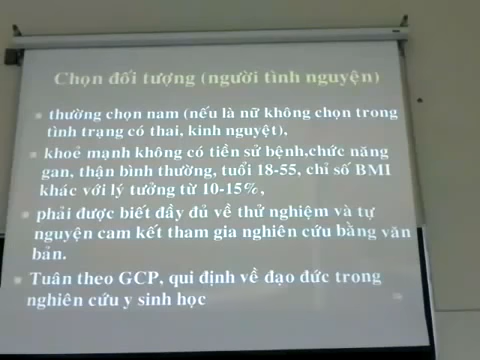 Chọn đối tượng (người tình nguyện)
thường chọn nam (nếu là nữ không chọn trong
tình trạng có thai, kinh nguyệt),
khoẻ mạnh không có tiền sử bệnh,chức năng
gan, thận bình thường, tuổi 18-55, chỉ số BMI
khác với lý tưởng từ 10-15%,
phải được biết đầy đủ về thử nghiệm và tự
nguyện cam kết tham gia nghiên cứu bằng văn
bản.
Tuân theo GCP, qui định về đạo đức trong
nghiên cứu y sinh học